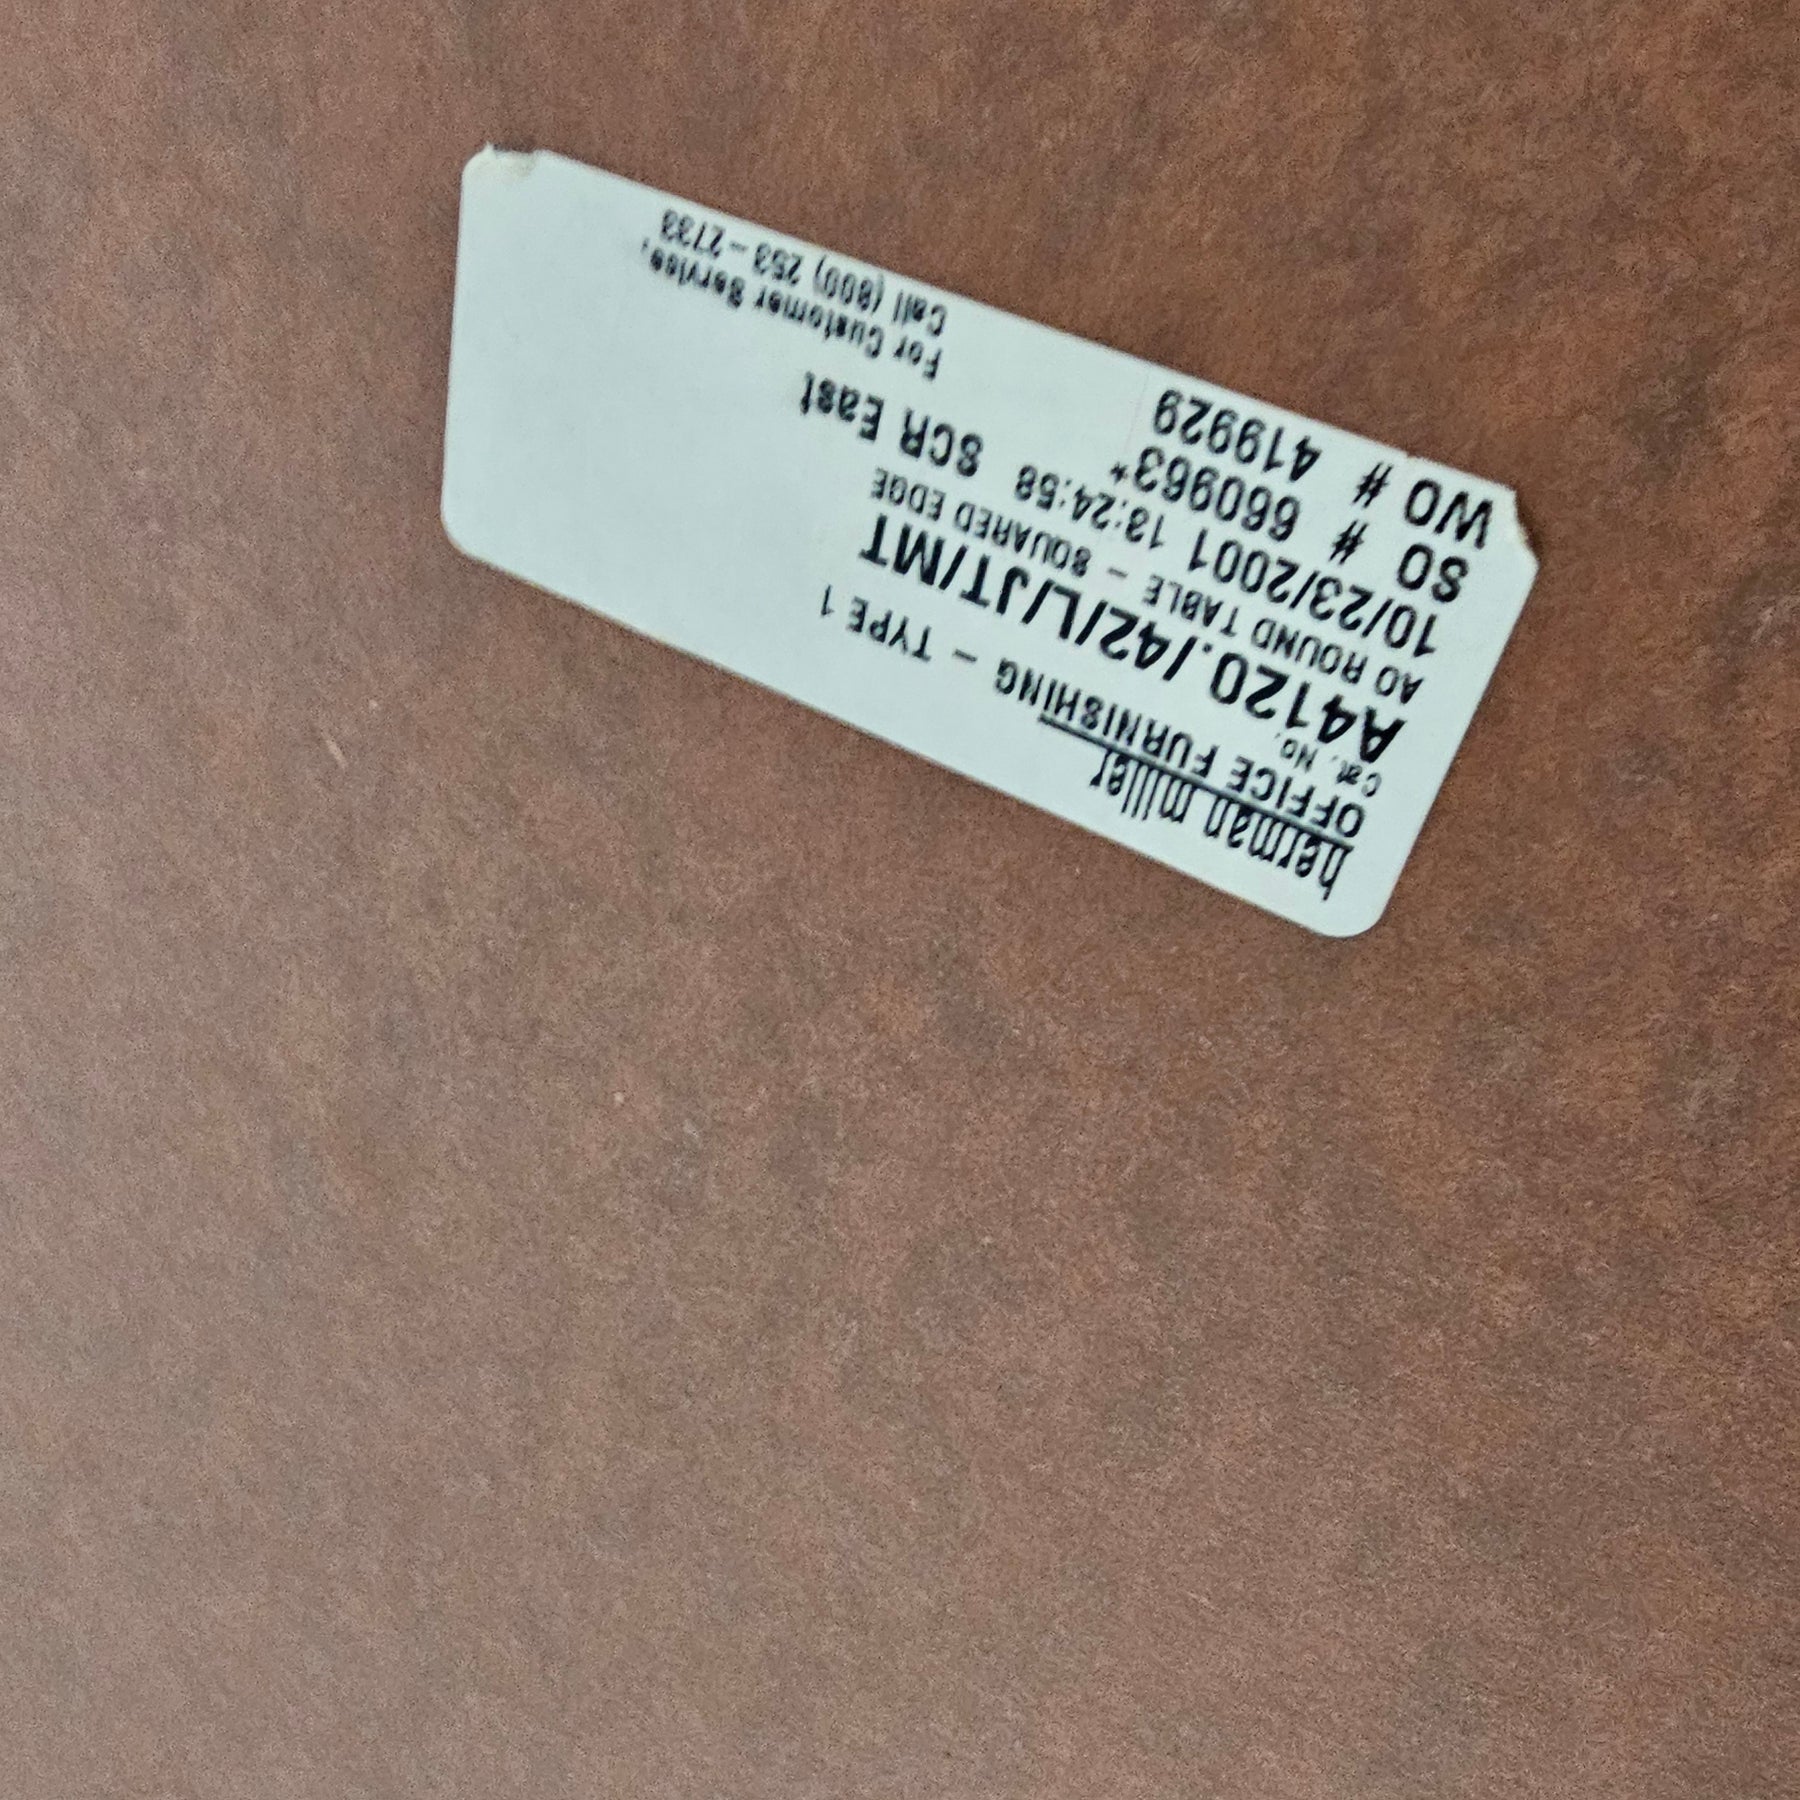 herman miller
OFFICE FURNISHING - TYPE 1
Cat. No.
A4120./42/L/JT/MT
AO ROUND TABLE - SQUARED EDGE
10/23/2001 13:24:58 SCR East
SO # 660963*
WO # 419929
For Customer Service,
Call (800) 253-2733